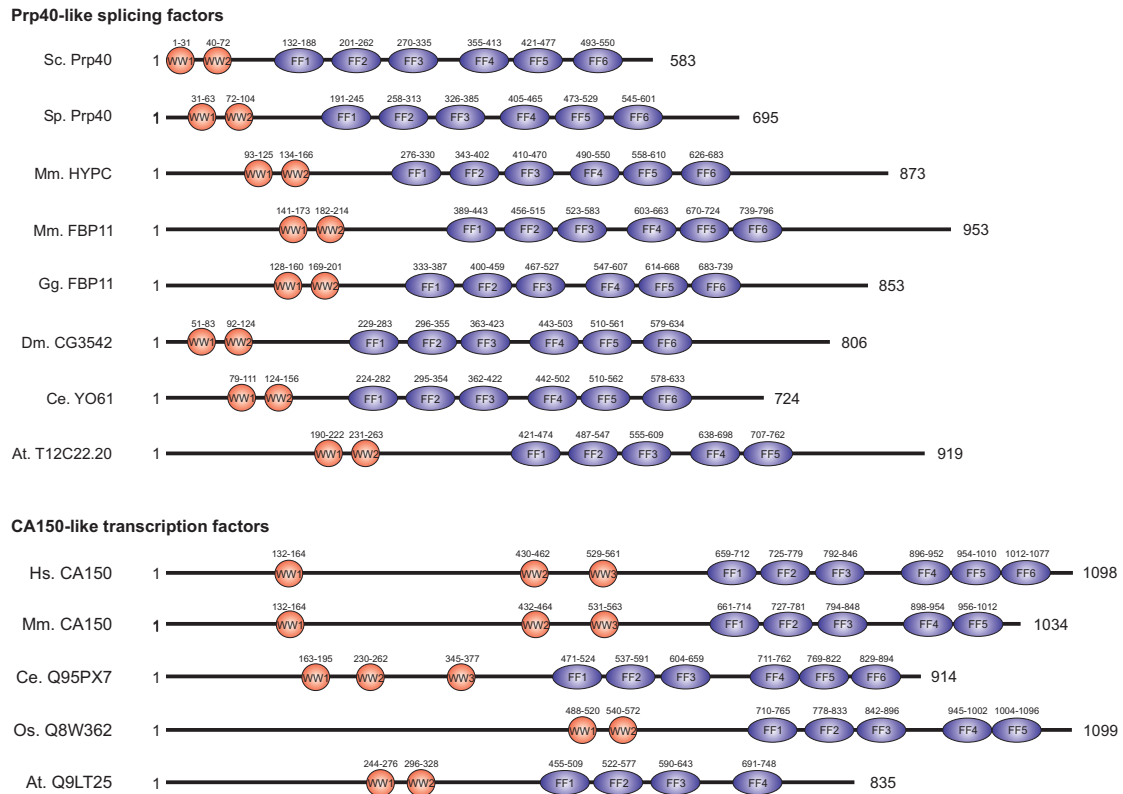 Prp40-like splicing factors
1-31 40-72 132-188 201-262 270-335 355-413 421-477 493-550
Sc. Prp40 1 WW1 WW2 FF1 FF2 FF3 FF4 FF5 FF6 583
31-63 72-104 191-245 258-313 326-385 405-465 473-529 545-601
Sp. Prp40 1 WW1 WW2 FF1 FF2 FF3 FF4 FF5 FF6 695
93-125 134-166 276-330 343-402 410-470 490-550 558-610 626-683
Mm. HYPC 1 WW1 WW2 FF1 FF2 FF3 FF4 FF5 FF6 873
141-173 182-214 389-443 456-515 523-583 603-663 670-724 739-796
Mm. FBP11 1 WW1 WW2 FF1 FF2 FF3 FF4 FF5 FF6 953
128-160 169-201 333-387 400-459 467-527 547-607 614-668 683-739
Gg. FBP11 1 WW1 WW2 FF1 FF2 FF3 FF4 FF5 FF6 853
51-83 92-124 229-283 296-355 363-423 443-503 510-561 579-634
Dm. CG3542 1 WW1 WW2 FF1 FF2 FF3 FF4 FF5 FF6 806
79-111 124-156 224-282 295-354 362-422 442-502 510-562 578-633
Ce. YO61 1 WW1 WW2 FF1 FF2 FF3 FF4 FF5 FF6 724
190-222 231-263 421-474 487-547 555-609 638-698 707-762
At. T12C22.20 1 WW1 WW2 FF1 FF2 FF3 FF4 FF5 919
CA150-like transcription factors
132-164 430-462 529-561 659-712 725-779 792-846 896-952 954-1010 1012-1077
Hs. CA150 1 WW1 WW2 WW3 FF1 FF2 FF3 FF4 FF5 FF6 1098
132-164 432-464 531-563 661-714 727-781 794-848 898-954 956-1012
Mm. CA150 1 WW1 WW2 WW3 FF1 FF2 FF3 FF4 FF5 1034
163-195 230-262 345-377 471-524 537-591 604-659 711-762 769-822 829-894
Ce. Q95PX7 1 WW1 WW2 WW3 FF1 FF2 FF3 FF4 FF5 FF6 914
488-520 540-572 710-765 778-833 842-896 945-1002 1004-1096
Os. Q8W362 1 WW1 WW2 FF1 FF2 FF3 FF4 FF5 1099
244-276 296-328 455-509 522-577 590-643 691-748
At. Q9LT25 1 WW1 WW2 FF1 FF2 FF3 FF4 835